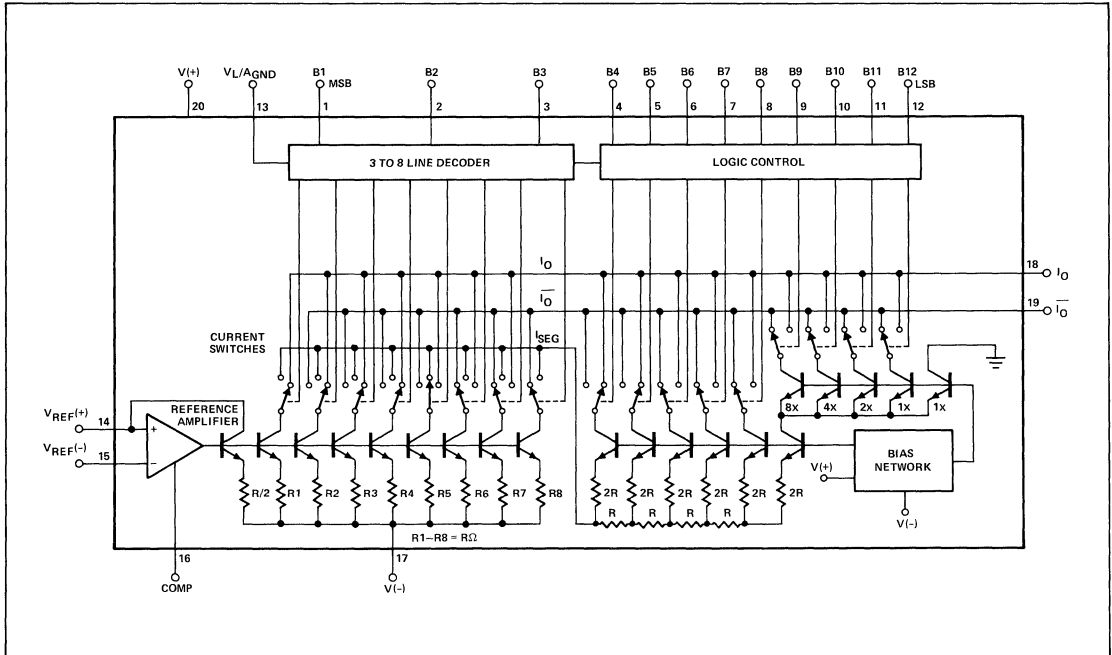 V(+)
VL/AGND
B1 MSB
B2
B3
B4
B5
B6
B7
B8
B9
B10
B11
B12 LSB
20
13
1
2
3
4
5
6
7
8
9
10
11
12
3 TO 8 LINE DECODER
LOGIC CONTROL
IO
18
IO
IO
19
IO
CURRENT SWITCHES
ISEG
8x
4x
2x
1x
1x
VREF(+)
14
REFERENCE AMPLIFIER
+
VREF(-)
15
−
BIAS NETWORK
V(+)
V(-)
R/2
R1
R2
R3
R4
R5
R6
R7
R8
2R
2R
2R
2R
2R
2R
R
R
R
R
R1–R8 = RΩ
16
COMP
17
V(-)